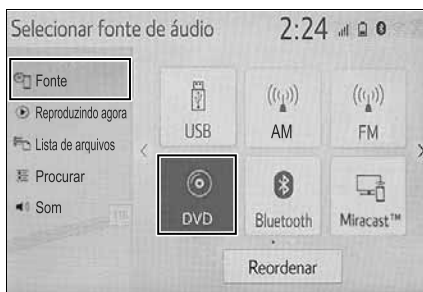 Selecionar fonte de áudio 2:24
Fonte
Reproduzindo agora
Lista de arquivos
Procurar
Som
USB
AM
FM
DVD
Bluetooth
Miracast™
Reordenar